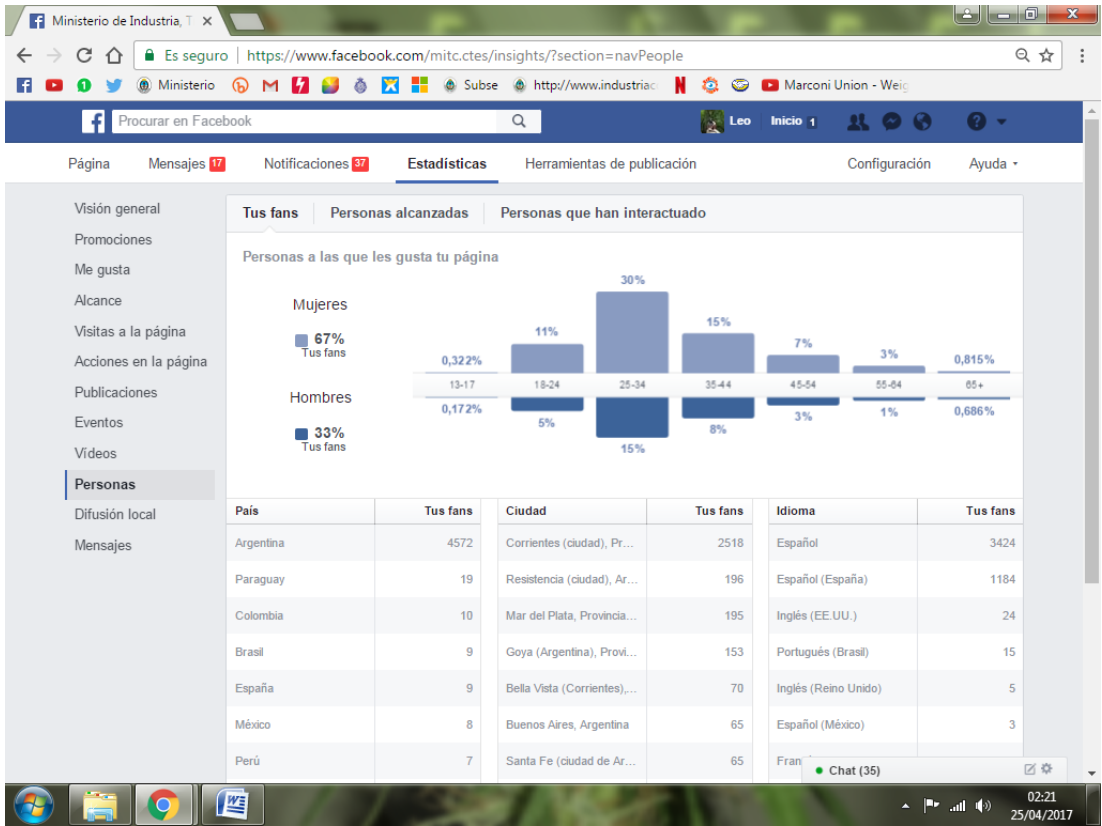 Ministerio de Industria, T
Es seguro | https://www.facebook.com/mitc.ctes/insights/?section=navPeople
Ministerio Subse http://www.industriac Marconi Union - Weig
Procurar en Facebook Leo Inicio 1
Página Mensajes 17 Notificaciones 37 Estadísticas Herramientas de publicación Configuración Ayuda
Visión general
Promociones
Me gusta
Alcance
Visitas a la página
Acciones en la página
Publicaciones
Eventos
Vídeos
Personas
Difusión local
Mensajes
Tus fans Personas alcanzadas Personas que han interactuado
Personas a las que les gusta tu página
Mujeres
67%
Tus fans
Hombres
33%
Tus fans
0,322% 11% 30% 15% 7% 3% 0,815%
13-17 18-24 25-34 35-44 45-54 55-64 65+
0,172% 5% 15% 8% 3% 1% 0,686%
País Tus fans Ciudad Tus fans Idioma Tus fans
Argentina 4572 Corrientes (ciudad), Pr... 2518 Español 3424
Paraguay 19 Resistencia (ciudad), Ar... 196 Español (España) 1184
Colombia 10 Mar del Plata, Provincia... 195 Inglés (EE.UU.) 24
Brasil 9 Goya (Argentina), Provi... 153 Portugués (Brasil) 15
España 9 Bella Vista (Corrientes),... 70 Inglés (Reino Unido) 5
México 8 Buenos Aires, Argentina 65 Español (México) 3
Perú 7 Santa Fe (ciudad de Ar... 65 Fran
Chat (35)
02:21
25/04/2017